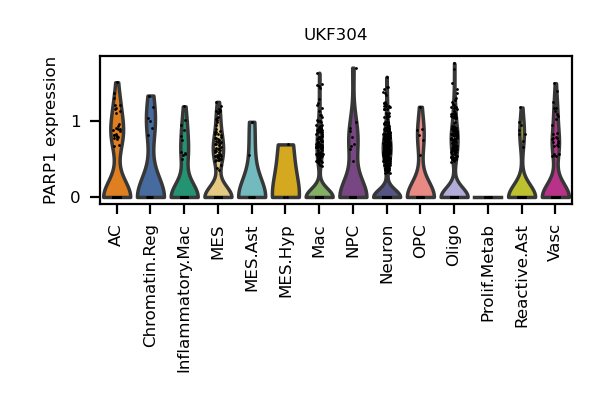 UKF304
PARP1 expression
1
0
AC
Chromatin.Reg
Inflammatory.Mac
MES
MES.Ast
MES.Hyp
Mac
NPC
Neuron
OPC
Oligo
Prolif.Metab
Reactive.Ast
Vasc